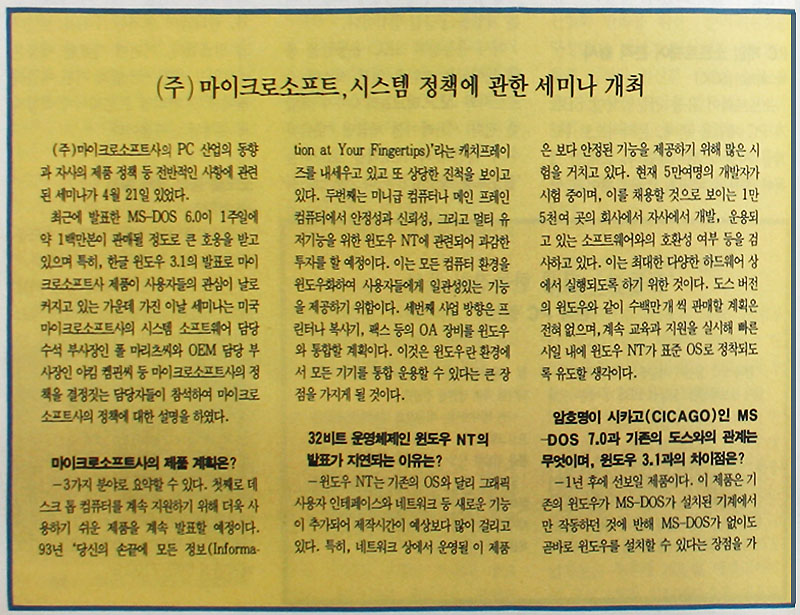 (주) 마이크로소프트, 시스템 정책에 관한 세미나 개최
(주)마이크로소프트사의 PC 산업의 동향
과 자사의 제품 정책 등 전반적인 사항에 관련
된 세미나가 4월 21일 있었다.
최근에 발표한 MS-DOS 6.0이 1주일에
약 1백만본이 판매될 정도로 큰 호응을 받고
있으며 특히, 한글 윈도우 3.1의 발표로 마이
크로소프트사 제품이 사용자들의 관심이 날로
커지고 있는 가운데 가진 이날 세미나는 미국
마이크로소프트사의 시스템 소프트웨어 담당
수석 부사장인 폴 마리츠씨와 OEM 담당 부
사장인 아킴 켐핀씨 등 마이크로소프트사의 정
책을 결정짓는 담당자들이 참석하여 마이크로
소프트사의 정책에 대한 설명을 하였다.
마이크로소프트사의 제품 계획은?
－3가지 분야로 요약할 수 있다. 첫째로 데
스크 톱 컴퓨터를 계속 지원하기 위해 더욱 사
용하기 쉬운 제품을 계속 발표할 예정이다.
93년 '당신의 손끝에 모든 정보(Informa-
tion at Your Fingertips)'라는 캐치프레이
즈를 내세우고 있고 또 상당한 진척을 보이고
있다. 두번째는 미니급 컴퓨터나 메인 프레인
컴퓨터에서 안정성과 신뢰성, 그리고 멀티 유
저기능을 위한 윈도우 NT에 관련되어 과감한
투자를 할 예정이다. 이는 모든 컴퓨터 환경을
윈도우화하여 사용자들에게 일관성있는 기능
을 제공하기 위함이다. 세번째 사업 방향은 프
린터나 복사기, 팩스 등의 OA 장비를 윈도우
와 통합할 계획이다. 이것은 윈도우란 환경에
서 모든 기기를 통합 운용할 수 있다는 큰 장
점을 가지게 될 것이다.
32비트 운영체제인 윈도우 NT의
발표가 지연되는 이유는?
－윈도우 NT는 기존의 OS와 달리 그래픽
사용자 인테페이스와 네트워크 등 새로운 기능
이 추가되어 제작시간이 예상보다 많이 걸리고
있다. 특히, 네트워크 상에서 운영될 이 제품
은 보다 안정된 기능을 제공하기 위해 많은 시
험을 거치고 있다. 현재 5만여명의 개발자가
시험 중이며, 이를 채용할 것으로 보이는 1만
5천여 곳의 회사에서 자사에서 개발, 운용되
고 있는 소프트웨어와의 호환성 여부 등을 검
사하고 있다. 이는 최대한 다양한 하드웨어 상
에서 실행되도록 하기 위한 것이다. 도스 버전
의 윈도우와 같이 수백만개 씩 판매할 계획은
전혀 없으며, 계속 교육과 지원을 실시해 빠른
시일 내에 윈도우 NT가 표준 OS로 정착되도
록 유도할 생각이다.
암호명이 시카고(CICAGO)인 MS
-DOS 7.0과 기존의 도스와의 관계는
무엇이며, 윈도우 3.1과의 차이점은?
－1년 후에 선보일 제품이다. 이 제품은 기
존의 윈도우가 MS-DOS가 설치된 기계에서
만 작동하던 것에 반해 MS-DOS가 없이도
곧바로 윈도우를 설치할 수 있다는 장점을 가